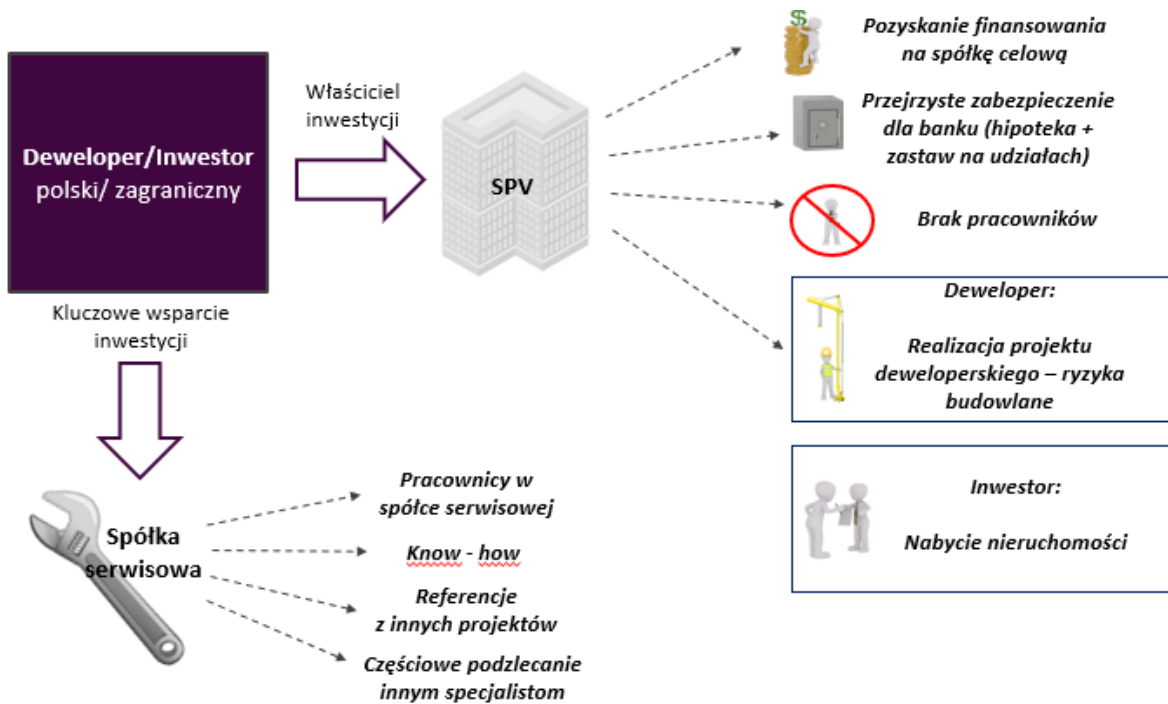 Deweloper/Inwestor
polski/ zagraniczny
Właściciel
inwestycji
SPV
Pozyskanie finansowania
na spółkę celową
Przejrzyste zabezpieczenie
dla banku (hipoteka +
zastaw na udziałach)
Brak pracowników
Deweloper:
Realizacja projektu
deweloperskiego – ryzyka
budowlane
Inwestor:
Nabycie nieruchomości
Kluczowe wsparcie
inwestycji
Spółka
serwisowa
Pracownicy w
spółce serwisowej
Know - how
Referencje
z innych projektów
Częściowe podzlecanie
innym specjalistom